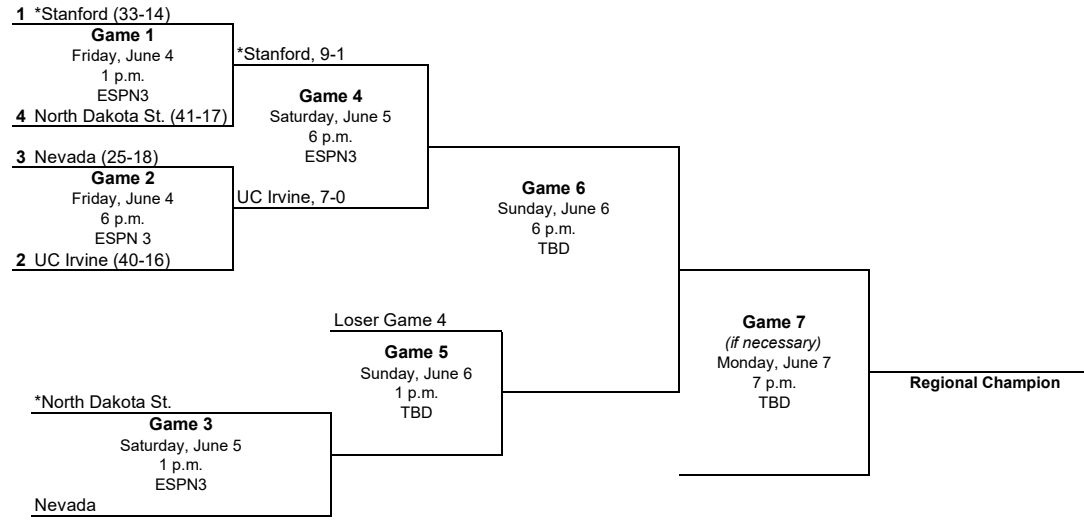 1 *Stanford (33-14)
Game 1
Friday, June 4
1 p.m.
ESPN3
4 North Dakota St. (41-17)
3 Nevada (25-18)
Game 2
Friday, June 4
6 p.m.
ESPN 3
2 UC Irvine (40-16)
*Stanford, 9-1
Game 4
Saturday, June 5
6 p.m.
ESPN3
UC Irvine, 7-0
Game 6
Sunday, June 6
6 p.m.
TBD
Loser Game 4
Game 5
Sunday, June 6
1 p.m.
TBD
*North Dakota St.
Game 3
Saturday, June 5
1 p.m.
ESPN3
Nevada
Game 7
(if necessary)
Monday, June 7
7 p.m.
TBD
Regional Champion